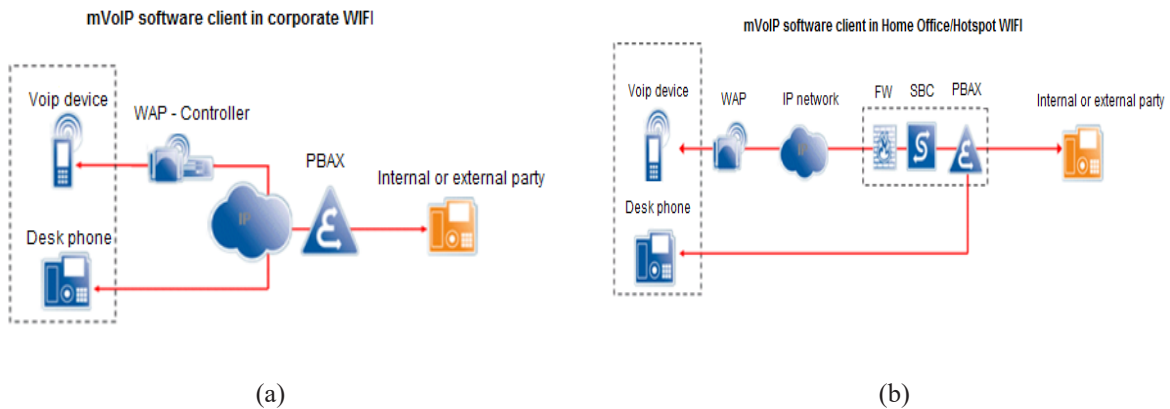 mVoIP software client in corporate WIFI
Voip device
WAP - Controller
PBAX
Internal or external party
IP
Desk phone
(a)
mVoIP software client in Home Office/Hotspot WIFI
Voip device
WAP
IP network
FW
SBC
PBAX
Internal or external party
IP
S
Desk phone
(b)